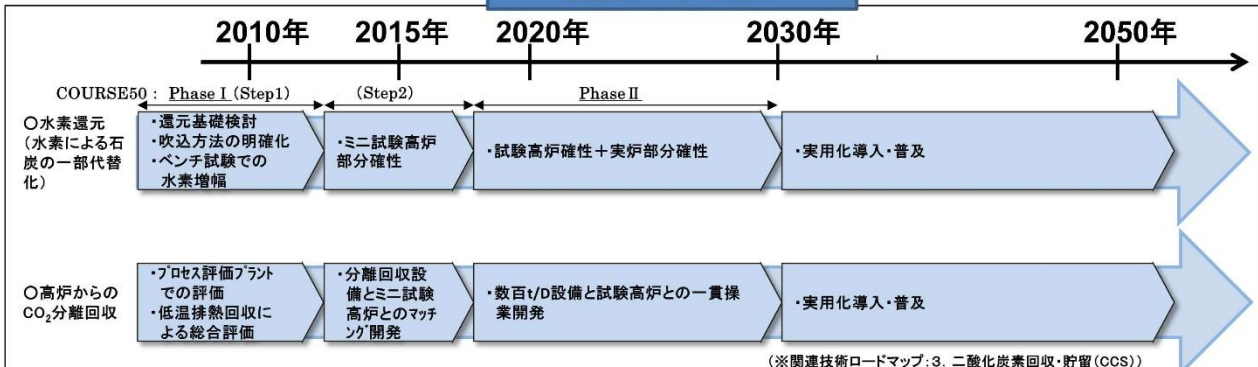 2010年 2015年 2020年 2030年 2050年
COURSE50 : Phase I (Step1) (Step2) Phase II
○水素還元
(水素による石
炭の一部代替
化)
・還元基礎検討
・吹込方法の明確化
・ベンチ試験での
水素増幅
・ミニ試験高炉
部分確性
・試験高炉確性+実炉部分確性
・実用化導入・普及
○高炉からの
CO₂分離回収
・プロセス評価プラント
での評価
・低温排熱回収に
よる総合評価
・分離回収設
備とミニ試験
高炉とのマッチ
ング開発
・数百t/D設備と試験高炉との一貫操
業開発
・実用化導入・普及
(※関連技術ロードマップ:3. 二酸化炭素回収・貯留(CCS))